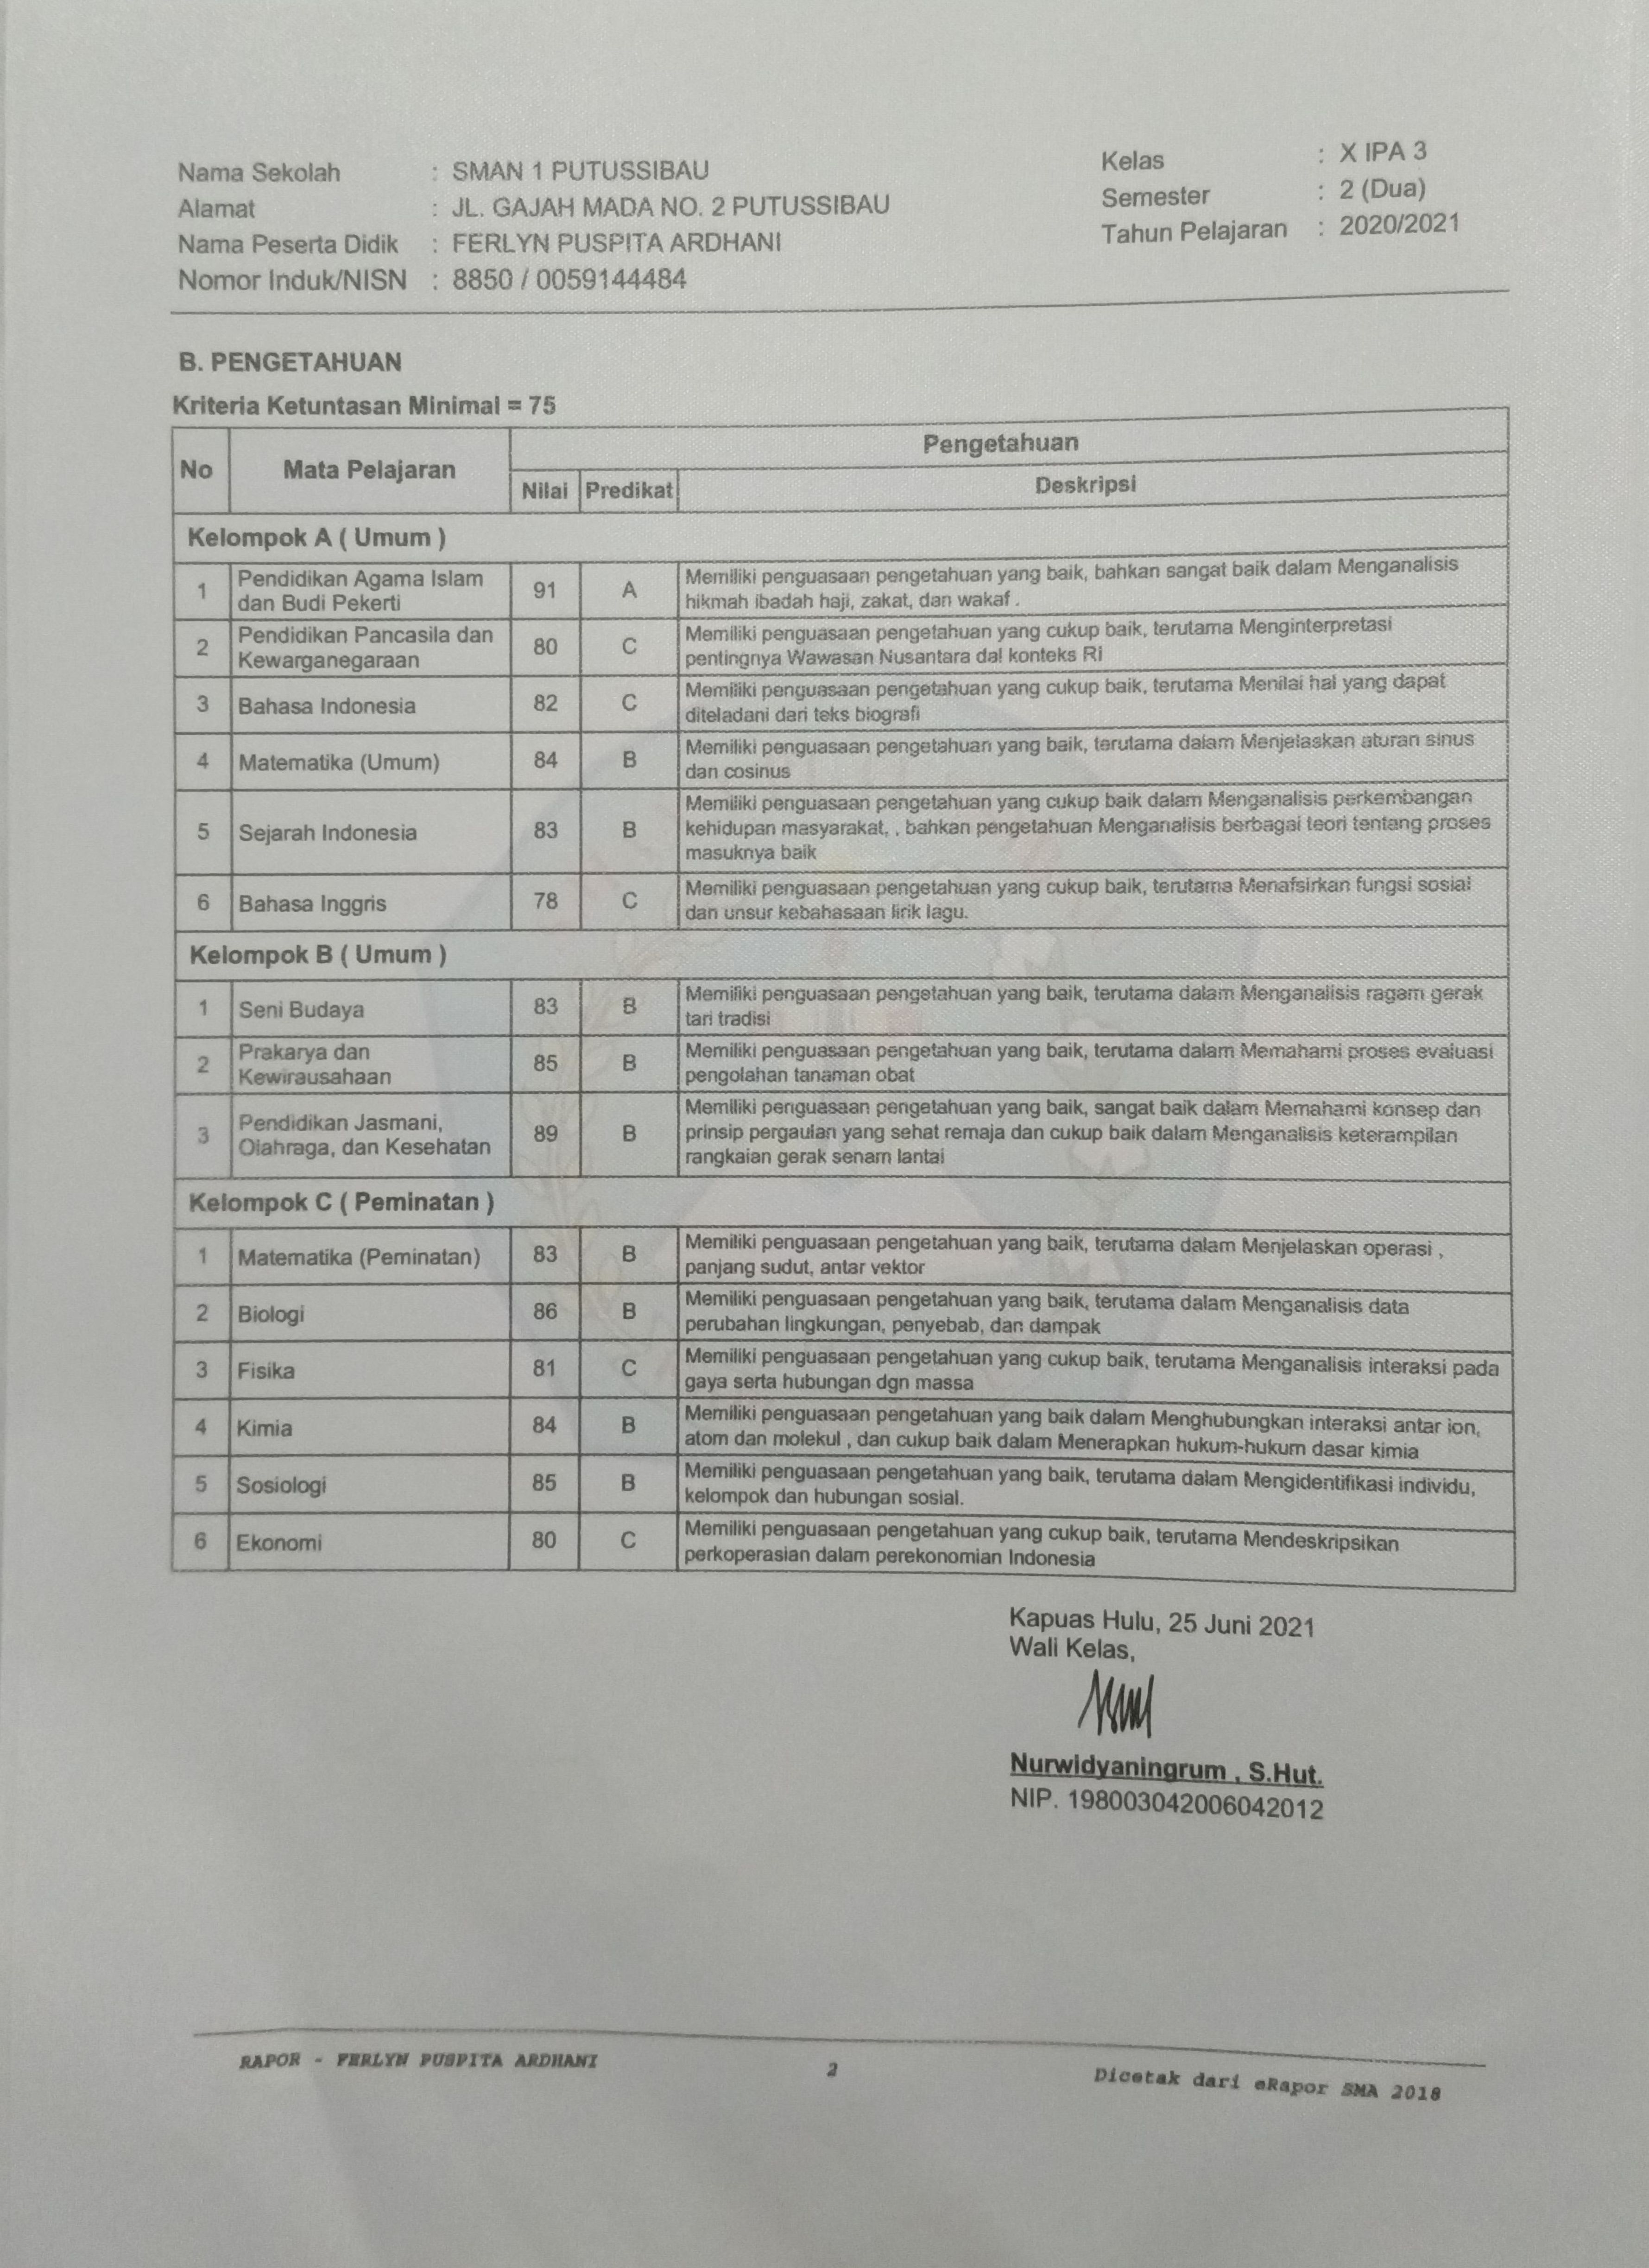 Nama Sekolah : SMAN 1 PUTUSSIBAU
Alamat : JL. GAJAH MADA NO. 2 PUTUSSIBAU
Nama Peserta Didik : FERLYN PUSPITA ARDHANI
Nomor Induk/NISN : 8850 / 0059144484
Kelas : X IPA 3
Semester : 2 (Dua)
Tahun Pelajaran : 2020/2021
B. PENGETAHUAN
Kriteria Ketuntasan Minimal = 75
No Mata Pelajaran Pengetahuan
Nilai Predikat Deskripsi
Kelompok A ( Umum )
1 Pendidikan Agama Islam dan Budi Pekerti 91 A Memiliki penguasaan pengetahuan yang baik, bahkan sangat baik dalam Menganalisis
hikmah ibadah haji, zakat, dan wakaf .
2 Pendidikan Pancasila dan Kewarganegaraan 80 C Memiliki penguasaan pengetahuan yang cukup baik, terutama Menginterpretasi
pentingnya Wawasan Nusantara dal konteks RI
3 Bahasa Indonesia 82 C Memiliki penguasaan pengetahuan yang cukup baik, terutama Menilai hal yang dapat
diteladani dari teks biografi
4 Matematika (Umum) 84 B Memiliki penguasaan pengetahuan yang baik, terutama dalam Menjelaskan aturan sinus
dan cosinus
5 Sejarah Indonesia 83 B Memiliki penguasaan pengetahuan yang cukup baik dalam Menganalisis perkembangan
kehidupan masyarakat, , bahkan pengetahuan Menganalisis berbagai teori tentang proses
masuknya baik
6 Bahasa Inggris 78 C Memiliki penguasaan pengetahuan yang cukup baik, terutama Menafsirkan fungsi sosial
dan unsur kebahasaan lirik lagu.
Kelompok B ( Umum )
1 Seni Budaya 83 B Memiliki penguasaan pengetahuan yang baik, terutama dalam Menganalisis ragam gerak
tari tradisi
2 Prakarya dan Kewirausahaan 85 B Memiliki penguasaan pengetahuan yang baik, terutama dalam Memahami proses evaluasi
pengolahan tanaman obat
3 Pendidikan Jasmani, Olahraga, dan Kesehatan 89 B Memiliki penguasaan pengetahuan yang baik, sangat baik dalam Memahami konsep dan
prinsip pergaulan yang sehat remaja dan cukup baik dalam Menganalisis keterampilan
rangkaian gerak senam lantai
Kelompok C ( Peminatan )
1 Matematika (Peminatan) 83 B Memiliki penguasaan pengetahuan yang baik, terutama dalam Menjelaskan operasi ,
panjang sudut, antar vektor
2 Biologi 86 B Memiliki penguasaan pengetahuan yang baik, terutama dalam Menganalisis data
perubahan lingkungan, penyebab, dan dampak
3 Fisika 81 C Memiliki penguasaan pengetahuan yang cukup baik, terutama Menganalisis interaksi pada
gaya serta hubungan dgn massa
4 Kimia 84 B Memiliki penguasaan pengetahuan yang baik dalam Menghubungkan interaksi antar ion,
atom dan molekul , dan cukup baik dalam Menerapkan hukum-hukum dasar kimia
5 Sosiologi 85 B Memiliki penguasaan pengetahuan yang baik, terutama dalam Mengidentifikasi individu,
kelompok dan hubungan sosial.
6 Ekonomi 80 C Memiliki penguasaan pengetahuan yang cukup baik, terutama Mendeskripsikan
perkoperasian dalam perekonomian Indonesia
Kapuas Hulu, 25 Juni 2021
Wali Kelas,
Nurwidyaningrum , S.Hut.
NIP. 198003042006042012
RAPOR - FERLYN PUSPITA ARDHANI 2 Dicetak dari eRapor SMA 2018